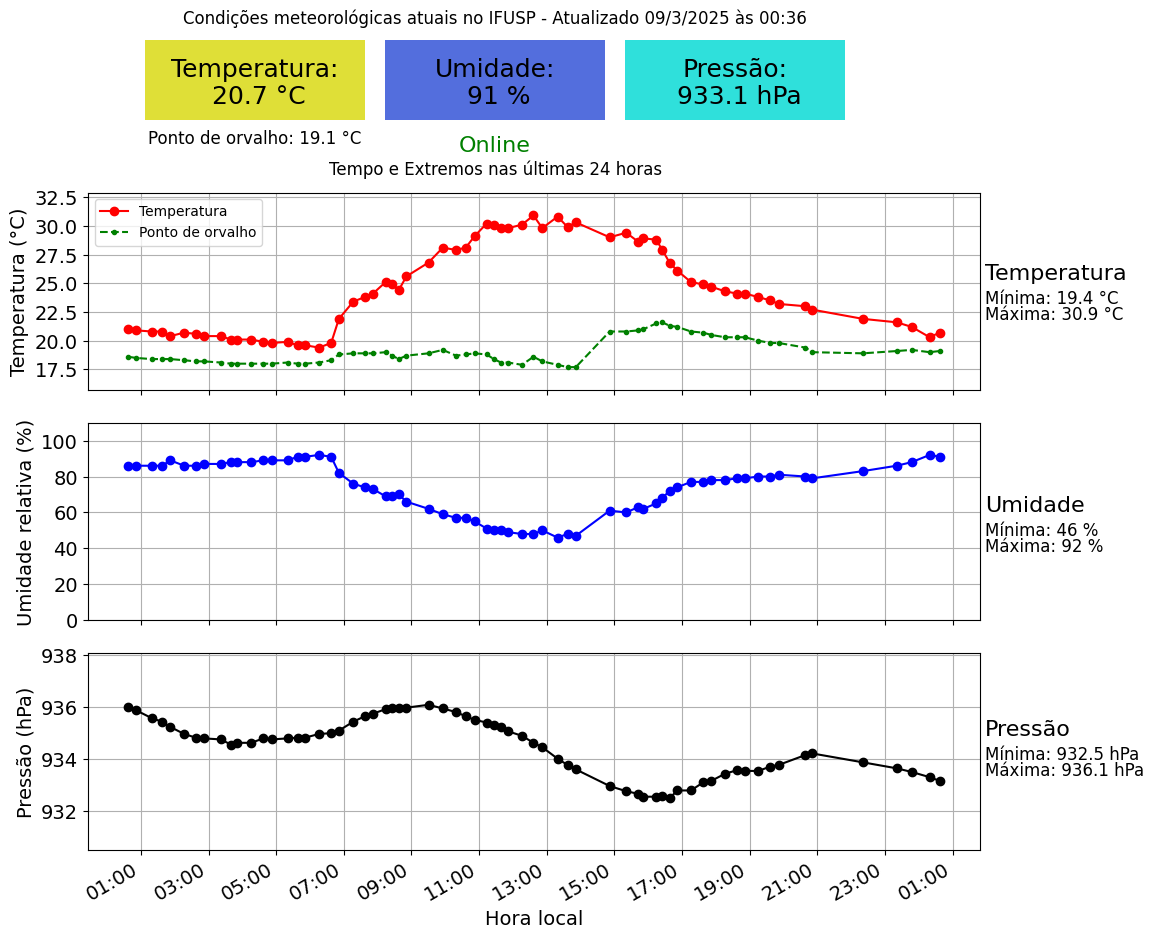 Condições meteorológicas atuais no IFUSP - Atualizado 09/3/2025 às 00:36
Temperatura:
20.7 °C
Umidade:
91 %
Pressão:
933.1 hPa
Ponto de orvalho: 19.1 °C
Online
Tempo e Extremos nas últimas 24 horas
Temperatura (°C)
32.5
30.0
27.5
25.0
22.5
20.0
17.5
Temperatura
Ponto de orvalho
Temperatura
Mínima: 19.4 °C
Máxima: 30.9 °C
Umidade relativa (%)
100
80
60
40
20
0
Umidade
Mínima: 46 %
Máxima: 92 %
Pressão (hPa)
938
936
934
932
Pressão
Mínima: 932.5 hPa
Máxima: 936.1 hPa
01:00 03:00 05:00 07:00 09:00 11:00 13:00 15:00 17:00 19:00 21:00 23:00 01:00
Hora local